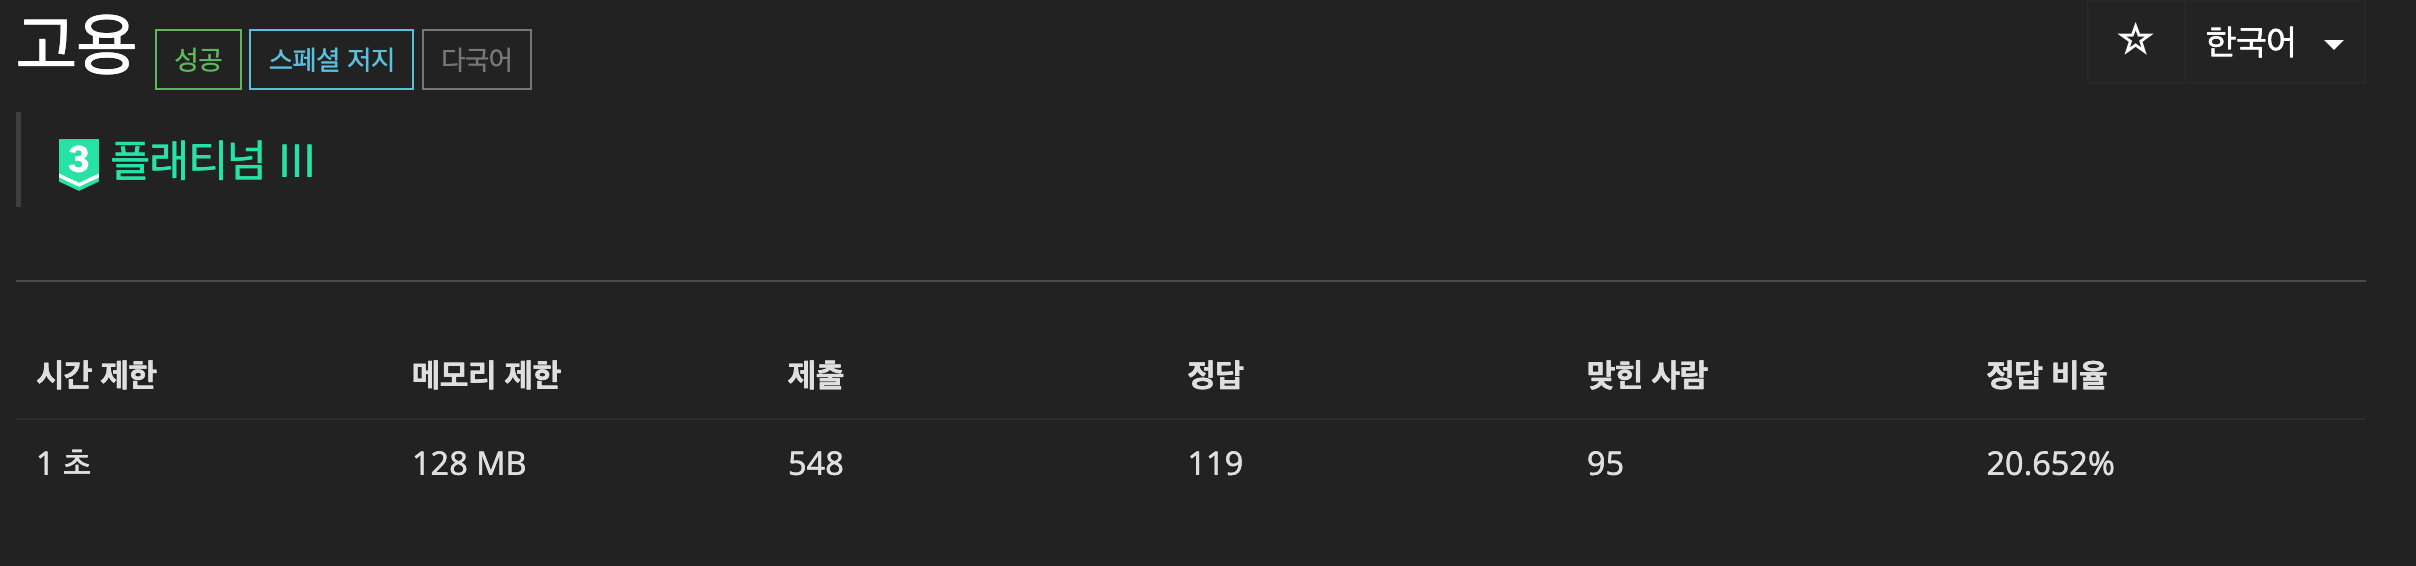 고용 성공 스페셜 저지 다국어 ☆ 한국어
3 플래티넘 III
시간 제한 메모리 제한 제출 정답 맞힌 사람 정답 비율
1 초 128 MB 548 119 95 20.652%